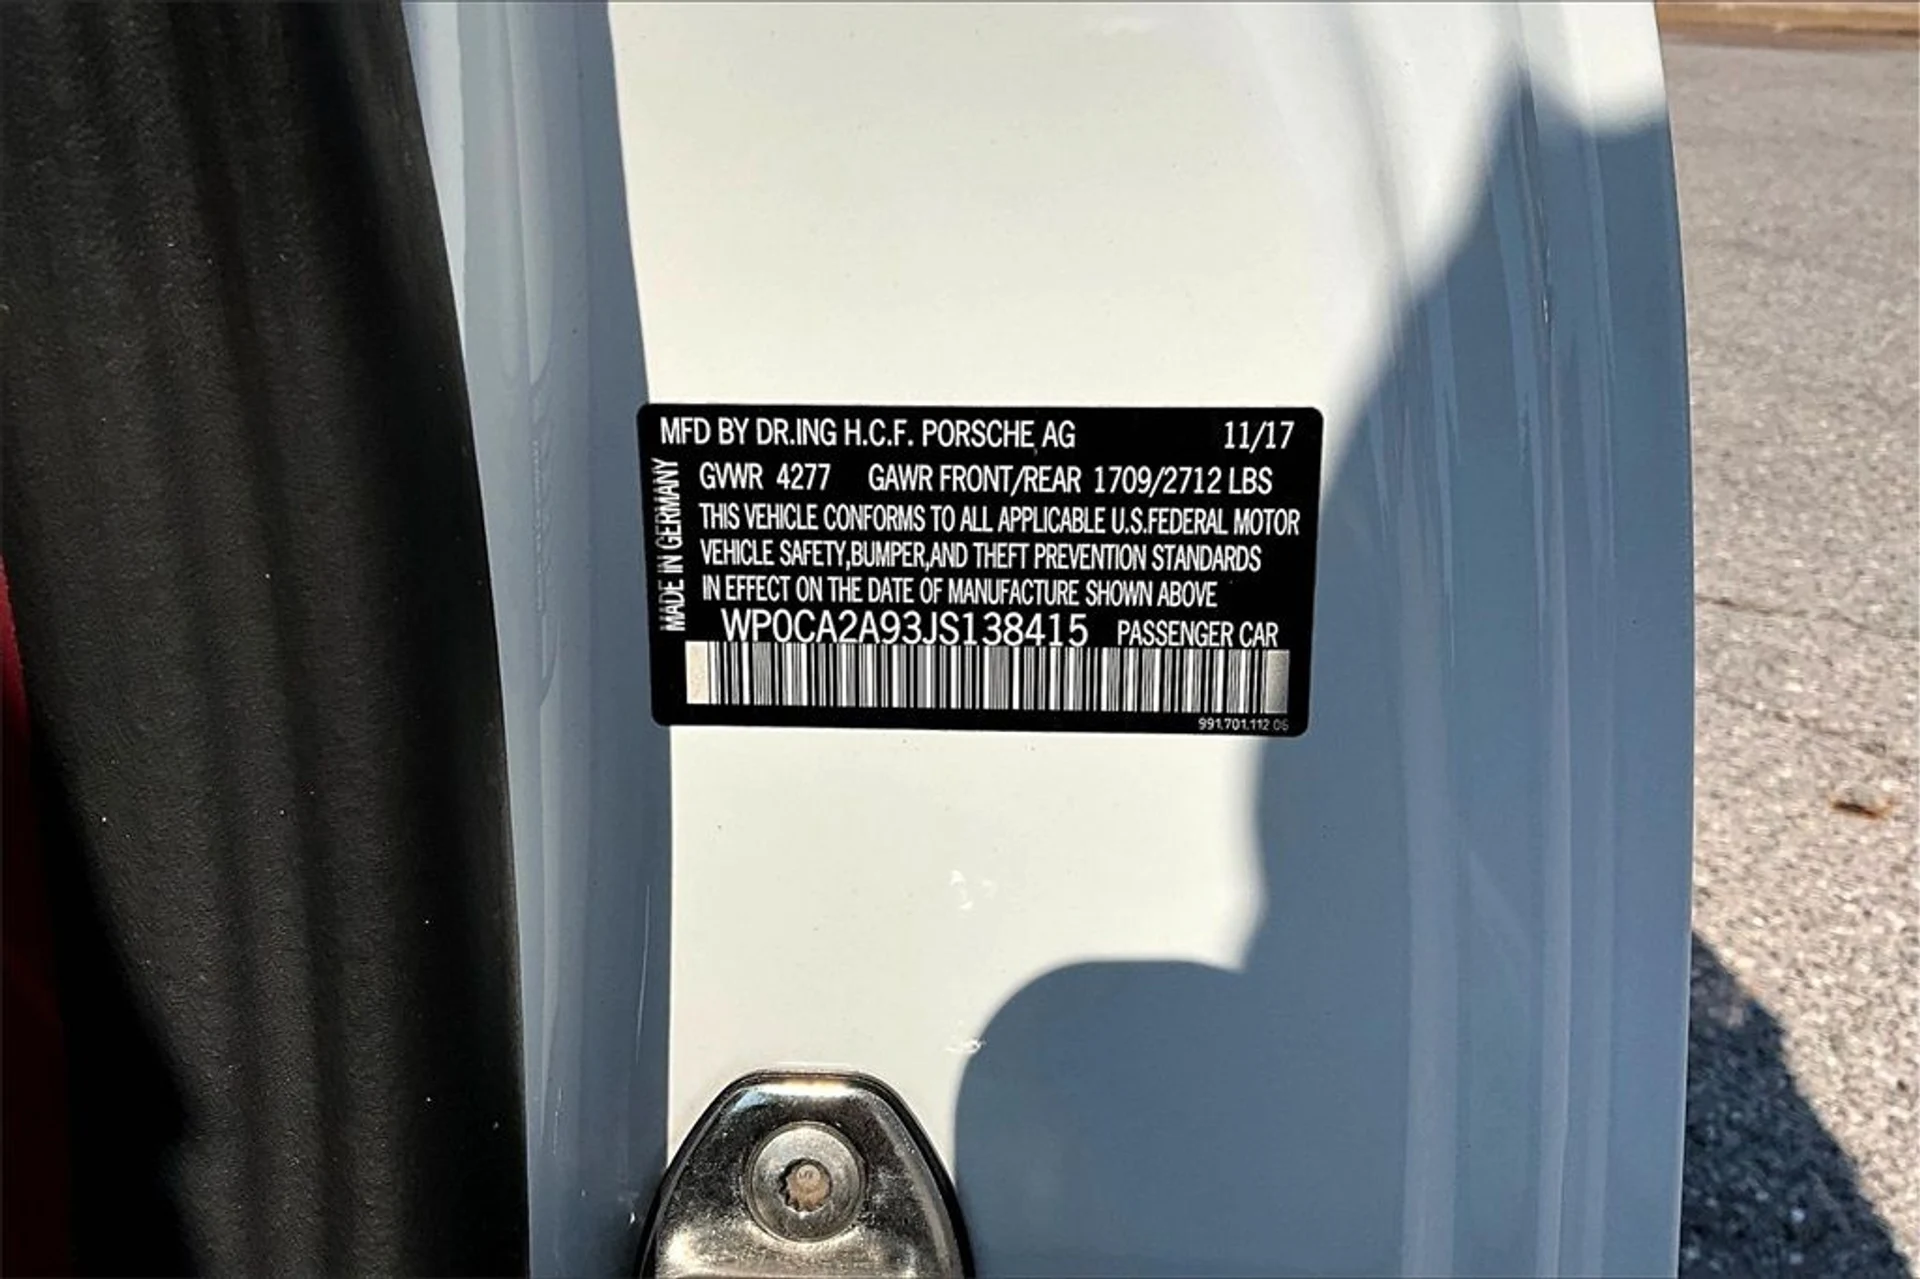 MFD BY DR.ING H.C.F. PORSCHE AG 11/17
GVWR 4277 GAWR FRONT/REAR 1709/2712 LBS
THIS VEHICLE CONFORMS TO ALL APPLICABLE U.S.FEDERAL MOTOR
VEHICLE SAFETY,BUMPER,AND THEFT PREVENTION STANDARDS
IN EFFECT ON THE DATE OF MANUFACTURE SHOWN ABOVE
WP0CA2A93JS138415 PASSENGER CAR
991.701.112.06
MADE IN GERMANY